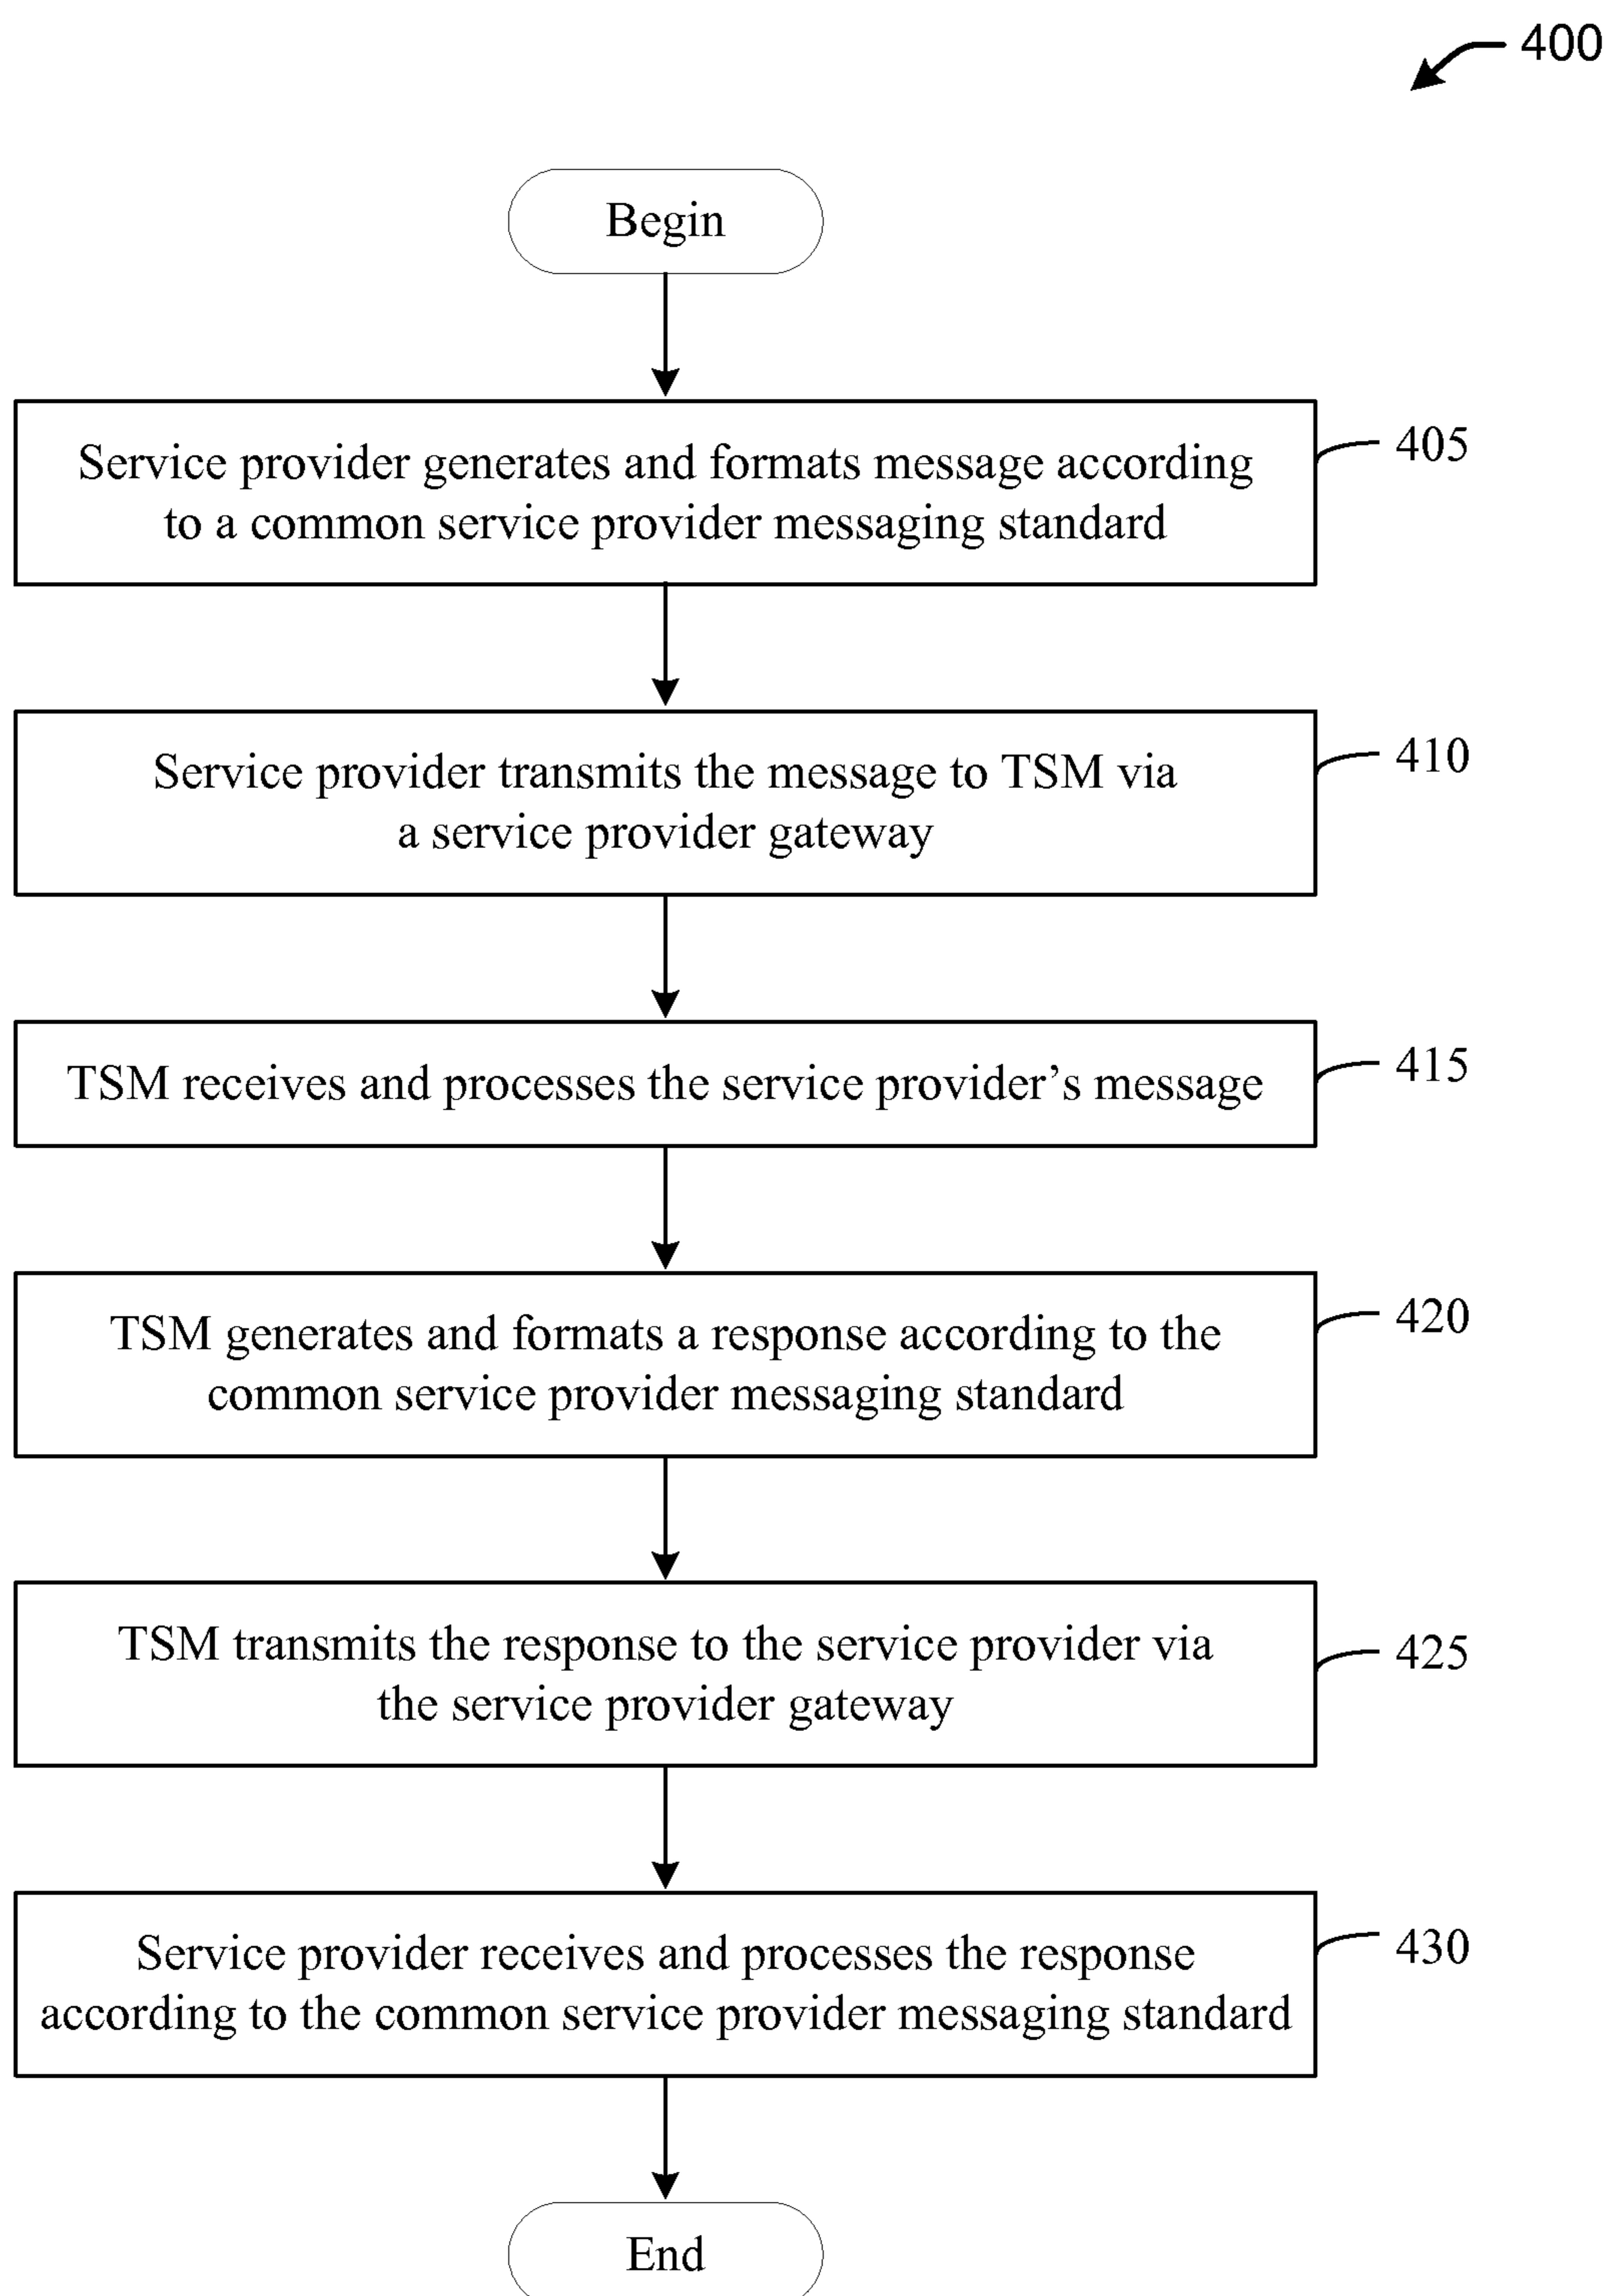 400
Begin
Service provider generates and formats message according
to a common service provider messaging standard
405
Service provider transmits the message to TSM via
a service provider gateway
410
TSM receives and processes the service provider’s message
415
TSM generates and formats a response according to the
common service provider messaging standard
420
TSM transmits the response to the service provider via
the service provider gateway
425
Service provider receives and processes the response
according to the common service provider messaging standard
430
End